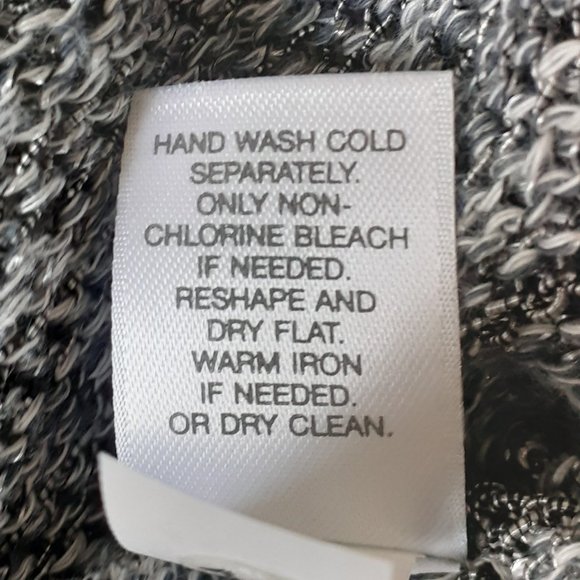 HAND WASH COLD
SEPARATELY.
ONLY NON-
CHLORINE BLEACH
IF NEEDED.
RESHAPE AND
DRY FLAT.
WARM IRON
IF NEEDED.
OR DRY CLEAN.